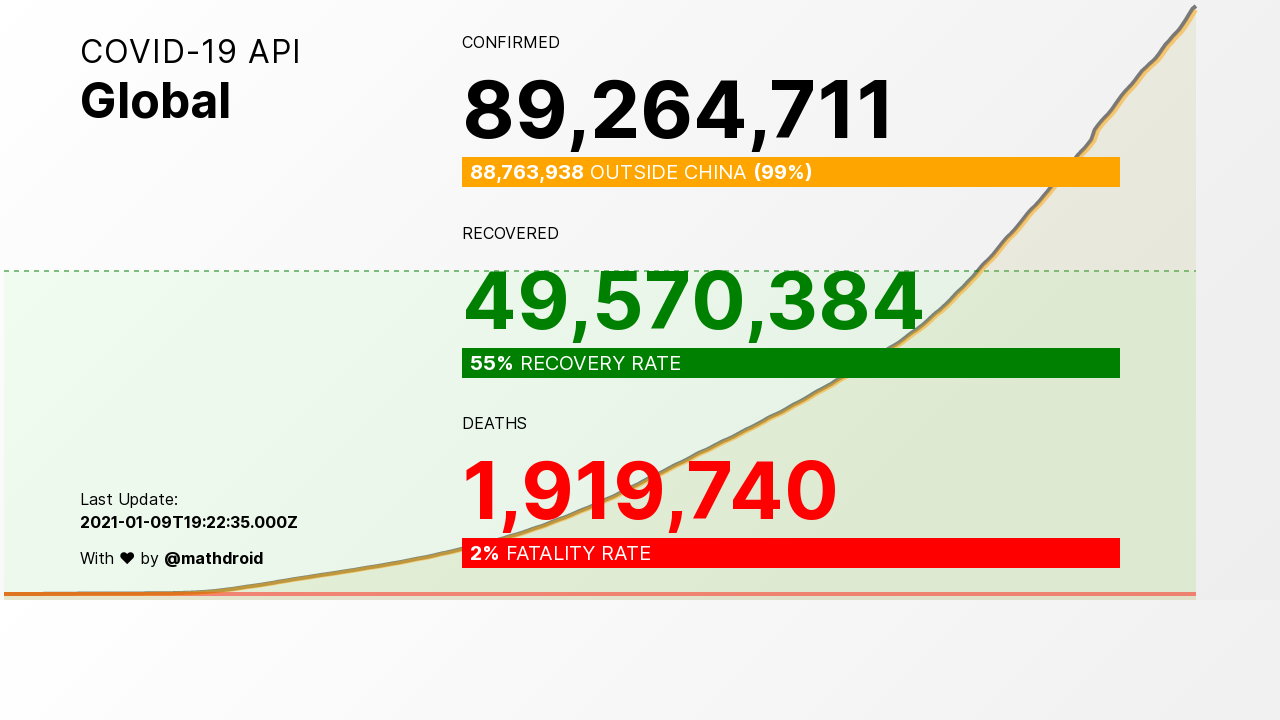 COVID-19 API
Global
CONFIRMED
89,264,711
88,763,938 OUTSIDE CHINA (99%)
RECOVERED
49,570,384
55% RECOVERY RATE
DEATHS
1,919,740
2% FATALITY RATE
Last Update:
2021-01-09T19:22:35.000Z
With ♥ by @mathdroid